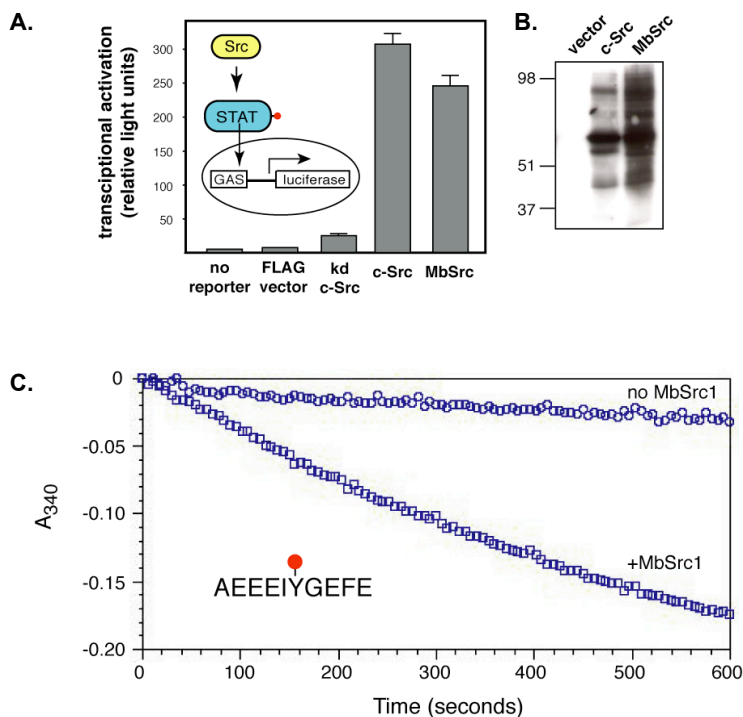 A.
transcriptional activation
(relative light units)
300
250
200
150
100
50
Src
STAT
GAS
luciferase
no
reporter
FLAG
vector
kd
c-Src
c-Src
MbSrc
B.
vector
c-Src
MbSrc
98
51
37
C.
0
-0.05
-0.10
-0.15
-0.20
A340
no MbSrc1
+MbSrc1
AEEEIYGEFE
0 100 200 300 400 500 600
Time (seconds)